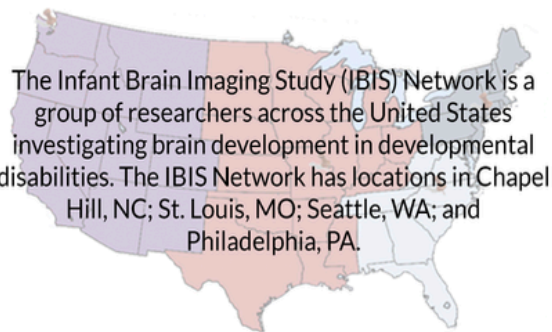 The Infant Brain Imaging Study (IBIS) Network is a
group of researchers across the United States
investigating brain development in developmental
disabilities. The IBIS Network has locations in Chapel
Hill, NC; St. Louis, MO; Seattle, WA; and
Philadelphia, PA.